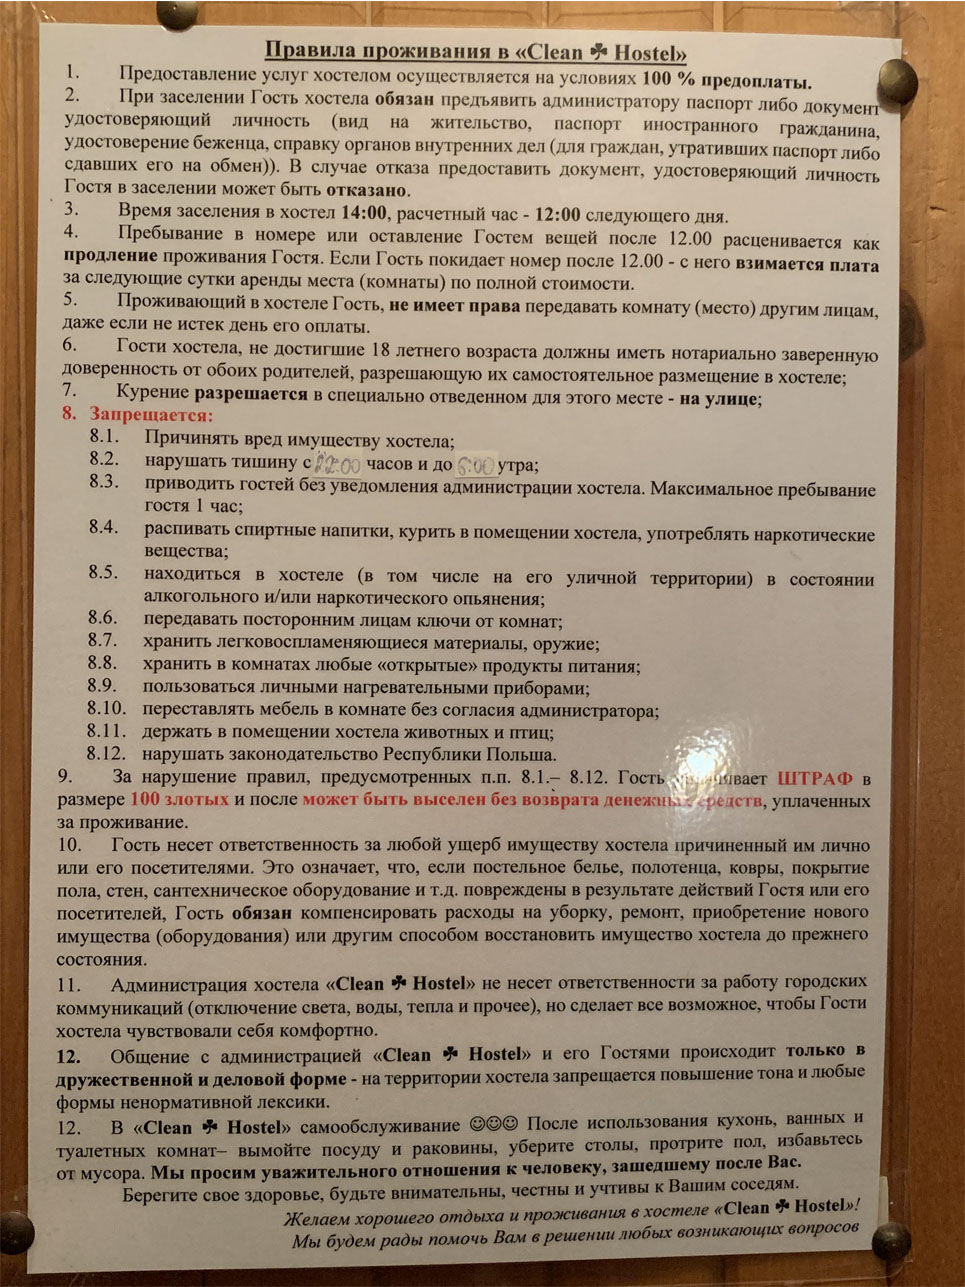 Правила проживания в «Clean ☘ Hostel»
1. Предоставление услуг хостелом осуществляется на условиях 100 % предоплаты.
2. При заселении Гость хостела обязан предъявить администратору паспорт либо документ
удостоверяющий личность (вид на жительство, паспорт иностранного гражданина,
удостоверение беженца, справку органов внутренних дел (для граждан, утративших паспорт либо
сдавших его на обмен)). В случае отказа предоставить документ, удостоверяющий личность
Гостя в заселении может быть отказано.
3. Время заселения в хостел 14:00, расчетный час - 12:00 следующего дня.
4. Пребывание в номере или оставление Гостем вещей после 12.00 расценивается как
продление проживания Гостя. Если Гость покидает номер после 12.00 - с него взимается плата
за следующие сутки аренды места (комнаты) по полной стоимости.
5. Проживающий в хостеле Гость, не имеет права передавать комнату (место) другим лицам,
даже если не истек день его оплаты.
6. Гости хостела, не достигшие 18 летнего возраста должны иметь нотариально заверенную
доверенность от обоих родителей, разрешающую их самостоятельное размещение в хостеле;
7. Курение разрешается в специально отведенном для этого месте - на улице;
8. Запрещается:
8.1. Причинять вред имуществу хостела;
8.2. нарушать тишину с 22:00 часов и до 6:00 утра;
8.3. приводить гостей без уведомления администрации хостела. Максимальное пребывание
гостя 1 час;
8.4. распивать спиртные напитки, курить в помещении хостела, употреблять наркотические
вещества;
8.5. находиться в хостеле (в том числе на его уличной территории) в состоянии
алкогольного и/или наркотического опьянения;
8.6. передавать посторонним лицам ключи от комнат;
8.7. хранить легковоспламеняющиеся материалы, оружие;
8.8. хранить в комнатах любые «открытые» продукты питания;
8.9. пользоваться личными нагревательными приборами;
8.10. переставлять мебель в комнате без согласия администратора;
8.11. держать в помещении хостела животных и птиц;
8.12. нарушать законодательство Республики Польша.
9. За нарушение правил, предусмотренных п.п. 8.1.– 8.12. Гость уплачивает ШТРАФ в
размере 100 злотых и после может быть выселен без возврата денежных средств, уплаченных
за проживание.
10. Гость несет ответственность за любой ущерб имуществу хостела причиненный им лично
или его посетителями. Это означает, что, если постельное белье, полотенца, ковры, покрытие
пола, стен, сантехническое оборудование и т.д. повреждены в результате действий Гостя или его
посетителей, Гость обязан компенсировать расходы на уборку, ремонт, приобретение нового
имущества (оборудования) или другим способом восстановить имущество хостела до прежнего
состояния.
11. Администрация хостела «Clean ☘ Hostel» не несет ответственности за работу городских
коммуникаций (отключение света, воды, тепла и прочее), но сделает все возможное, чтобы Гости
хостела чувствовали себя комфортно.
12. Общение с администрацией «Clean ☘ Hostel» и его Гостями происходит только в
дружественной и деловой форме - на территории хостела запрещается повышение тона и любые
формы ненормативной лексики.
12. В «Clean ☘ Hostel» самообслуживание ☺☺☺ После использования кухонь, ванных и
туалетных комнат– вымойте посуду и раковины, уберите столы, протрите пол, избавьтесь
от мусора. Мы просим уважительного отношения к человеку, зашедшему после Вас.
Берегите свое здоровье, будьте внимательны, честны и учтивы к Вашим соседям.
Желаем хорошего отдыха и проживания в хостеле «Clean ☘ Hostel»!
Мы будем рады помочь Вам в решении любых возникающих вопросов